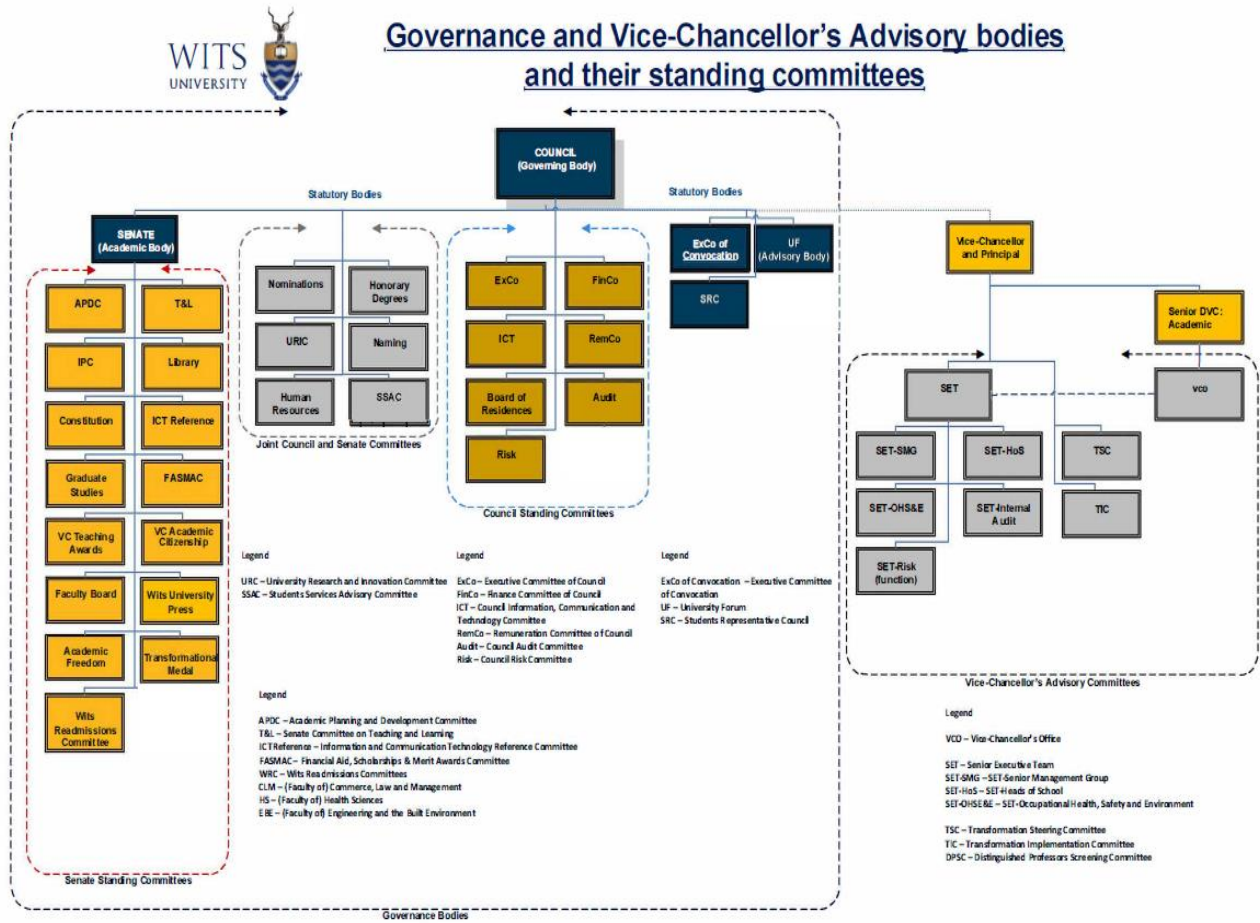 WITS
UNIVERSITY
Governance and Vice-Chancellor's Advisory bodies
and their standing committees
COUNCIL
(Governing Body)
Statutory Bodies
Statutory Bodies
SENATE
(Academic Body)
ExCo of
Convocation
UF
(Advisory Body)
SRC
Vice-Chancellor
and Principal
Senior DVC:
Academic
APDC
T&L
IPC
Library
Constitution
ICT Reference
Graduate
Studies
FASMAC
VC Teaching
Awards
VC Academic
Citizenship
Faculty Board
Wits University
Press
Academic
Freedom
Transformational
Medal
Wits
Readmissions
Committee
Senate Standing Committees
Nominations
Honorary
Degrees
URIC
Naming
Human
Resources
SSAC
Joint Council and Senate Committees
ExCo
FinCo
ICT
RemCo
Board of
Residences
Audit
Risk
Council Standing Committees
SET
VCO
SET-SMG
SET-HoS
TSC
SET-OHS&E
SET-Internal
Audit
TIC
SET-Risk
(function)
Vice-Chancellor's Advisory Committees
Legend
URC – University Research and Innovation Committee
SSAC – Students Services Advisory Committee
Legend
ExCo – Executive Committee of Council
FinCo – Finance Committee of Council
ICT – Council Information, Communication and
Technology Committee
RemCo – Remuneration Committee of Council
Audit – Council Audit Committee
Risk – Council Risk Committee
ExCo of Convocation – Executive Committee
of Convocation
UF – University Forum
SRC – Students Representative Council
Legend
APDC – Academic Planning and Development Committee
T&L – Senate Committee on Teaching and Learning
ICT Reference – Information and Communication Technology Reference Committee
FASMAC – Financial Aid, Scholarships & Merit Awards Committee
WRC – Wits Readmissions Committees
CLM – (Faculty of) Commerce, Law and Management
HS – (Faculty of) Health Sciences
EBE – (Faculty of) Engineering and the Built Environment
Legend
VCO – Vice-Chancellor's Office
SET – Senior Executive Team
SET-SMG – SET-Senior Management Group
SET-HoS – SET-Heads of School
SET-OHSE&E – SET-Occupational Health, Safety and Environment
TSC – Transformation Steering Committee
TIC – Transformation Implementation Committee
DPSC – Distinguished Professors Screening Committee
Governance Bodies